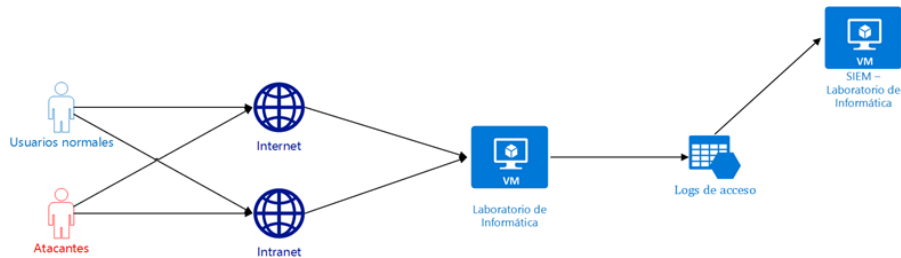 Usuarios normales
Atacantes
Internet
Intranet
VM
Laboratorio de
Informática
Logs de acceso
VM
SIEM –
Laboratorio de
Informática